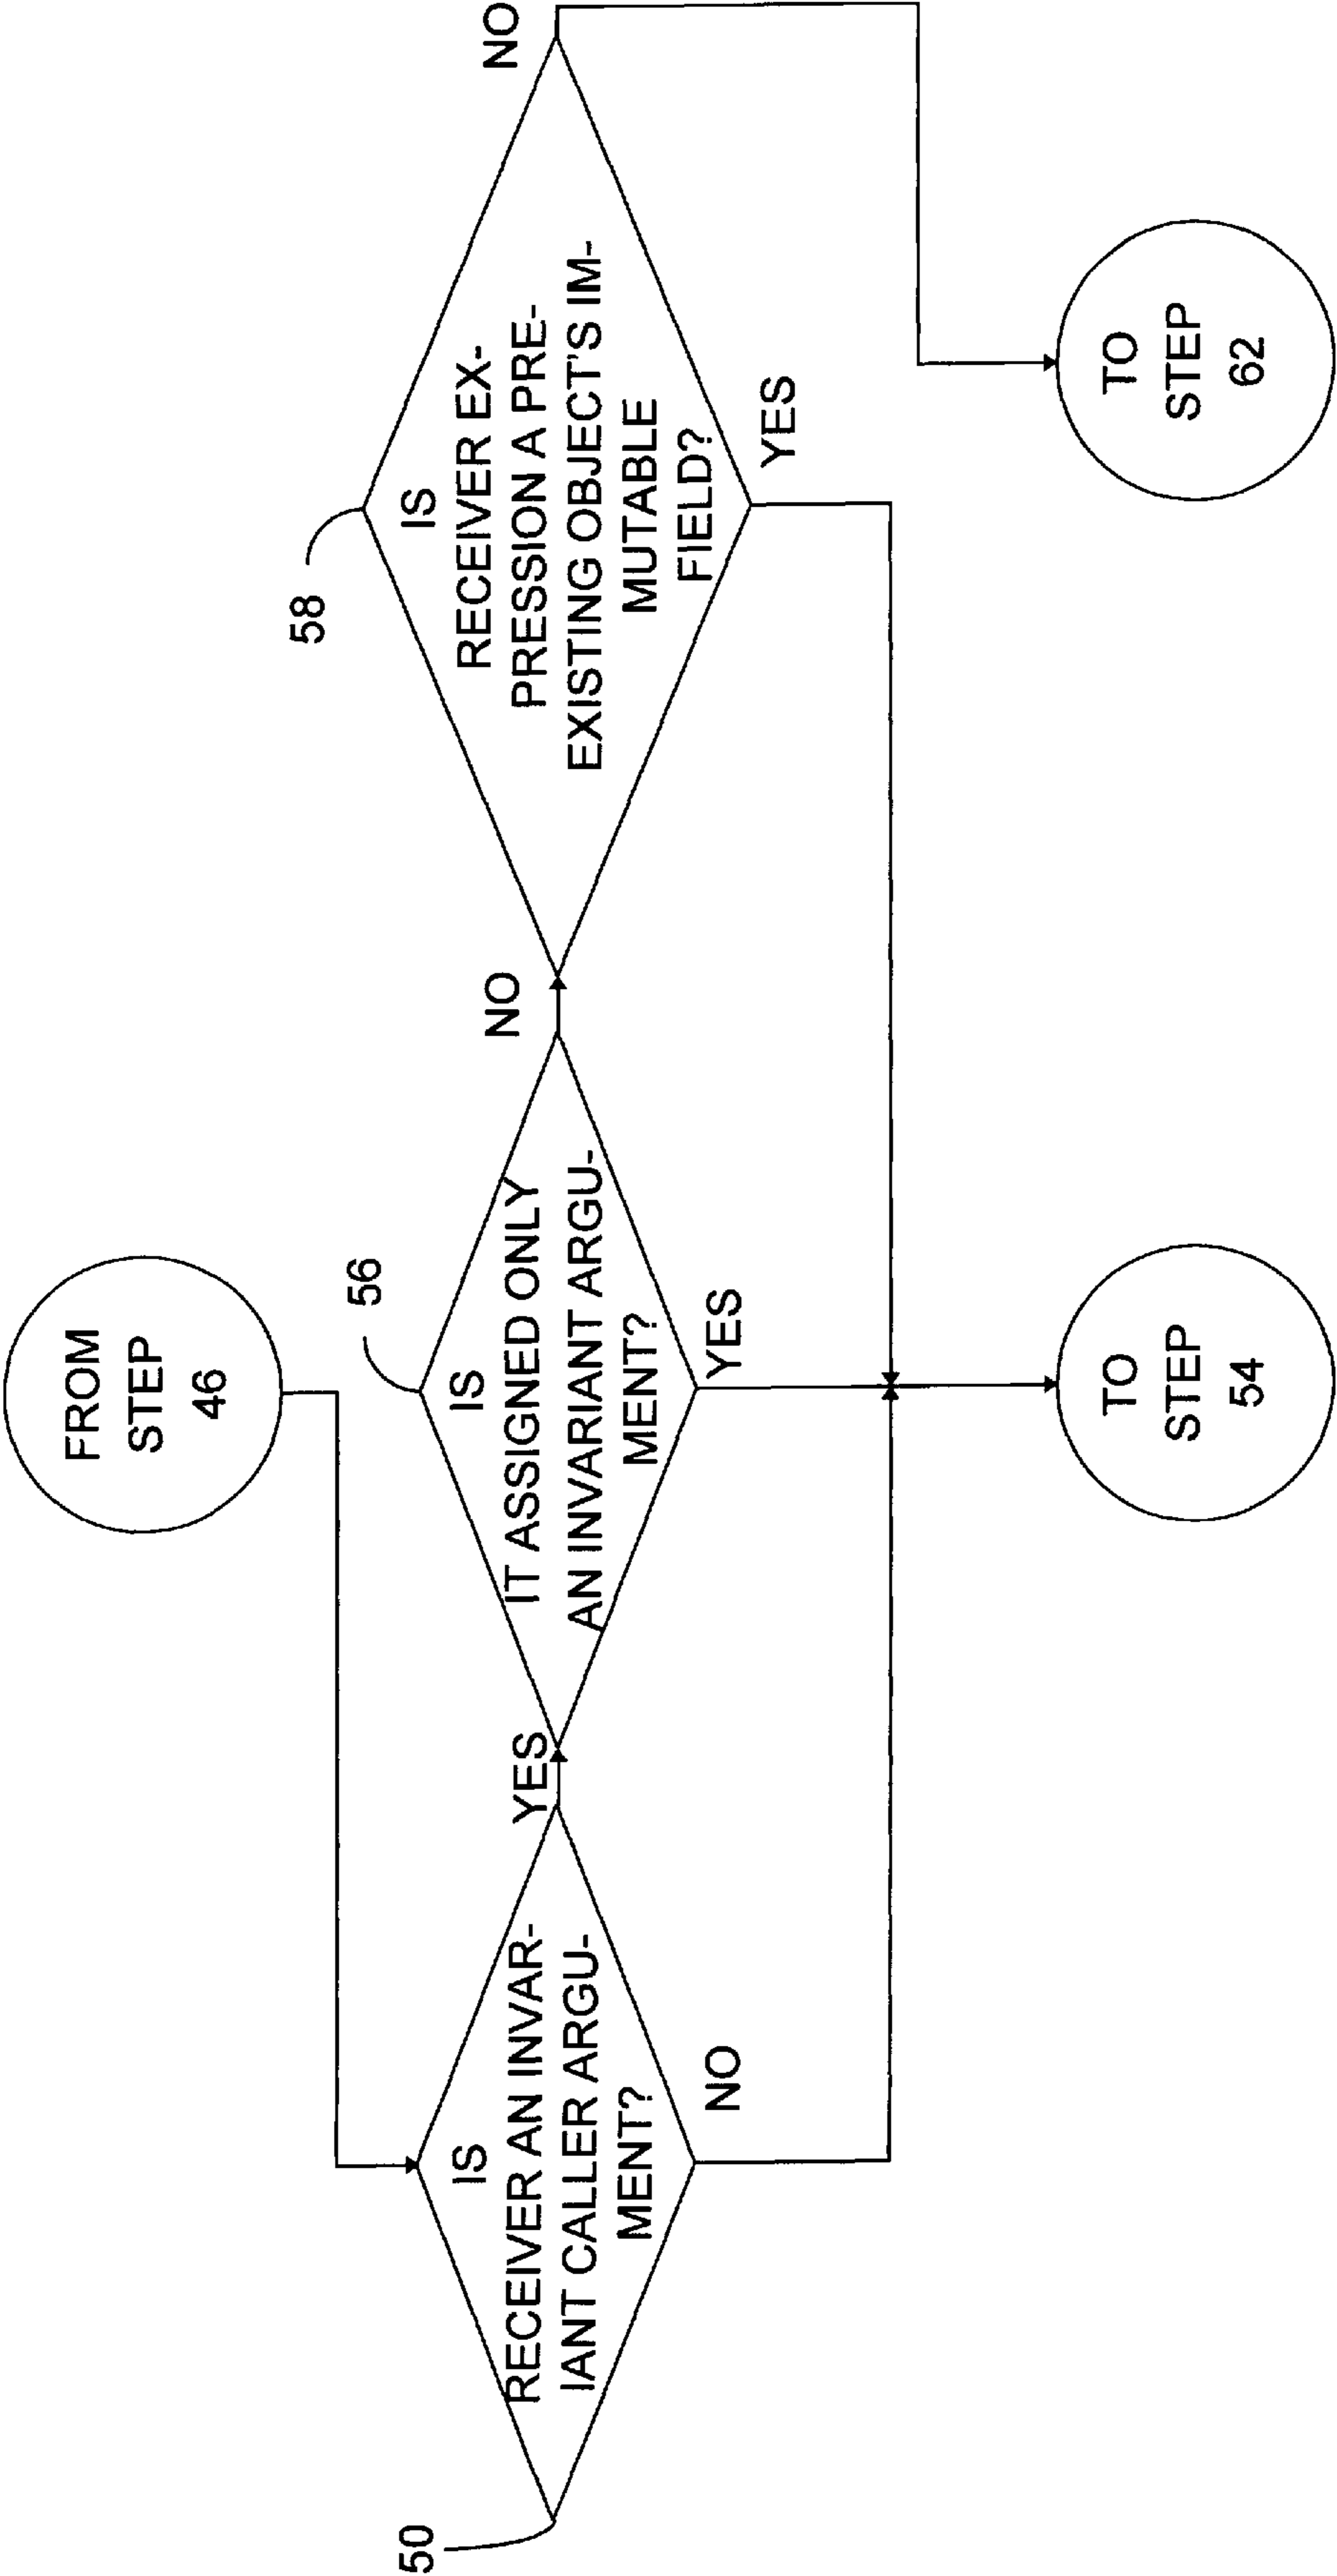 FROM
STEP
46
50
IS
RECEIVER AN INVAR-
IANT CALLER ARGU-
MENT?
YES
NO
56
IS
IT ASSIGNED ONLY
AN INVARIANT ARGU-
MENT?
NO
YES
58
IS
RECEIVER EX-
PRESSION A PRE-
EXISTING OBJECT'S IM-
MUTABLE
FIELD?
NO
YES
TO
STEP
54
TO
STEP
62